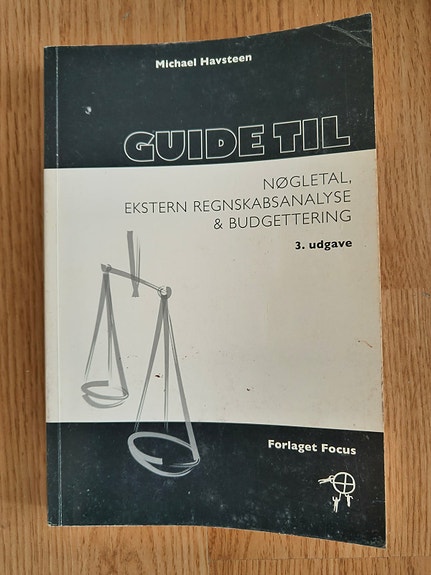 Michael Havsteen
GUIDE TIL
NØGLETAL,
EKSTERN REGNSKABSANALYSE
& BUDGETTERING
3. udgave
Forlaget Focus